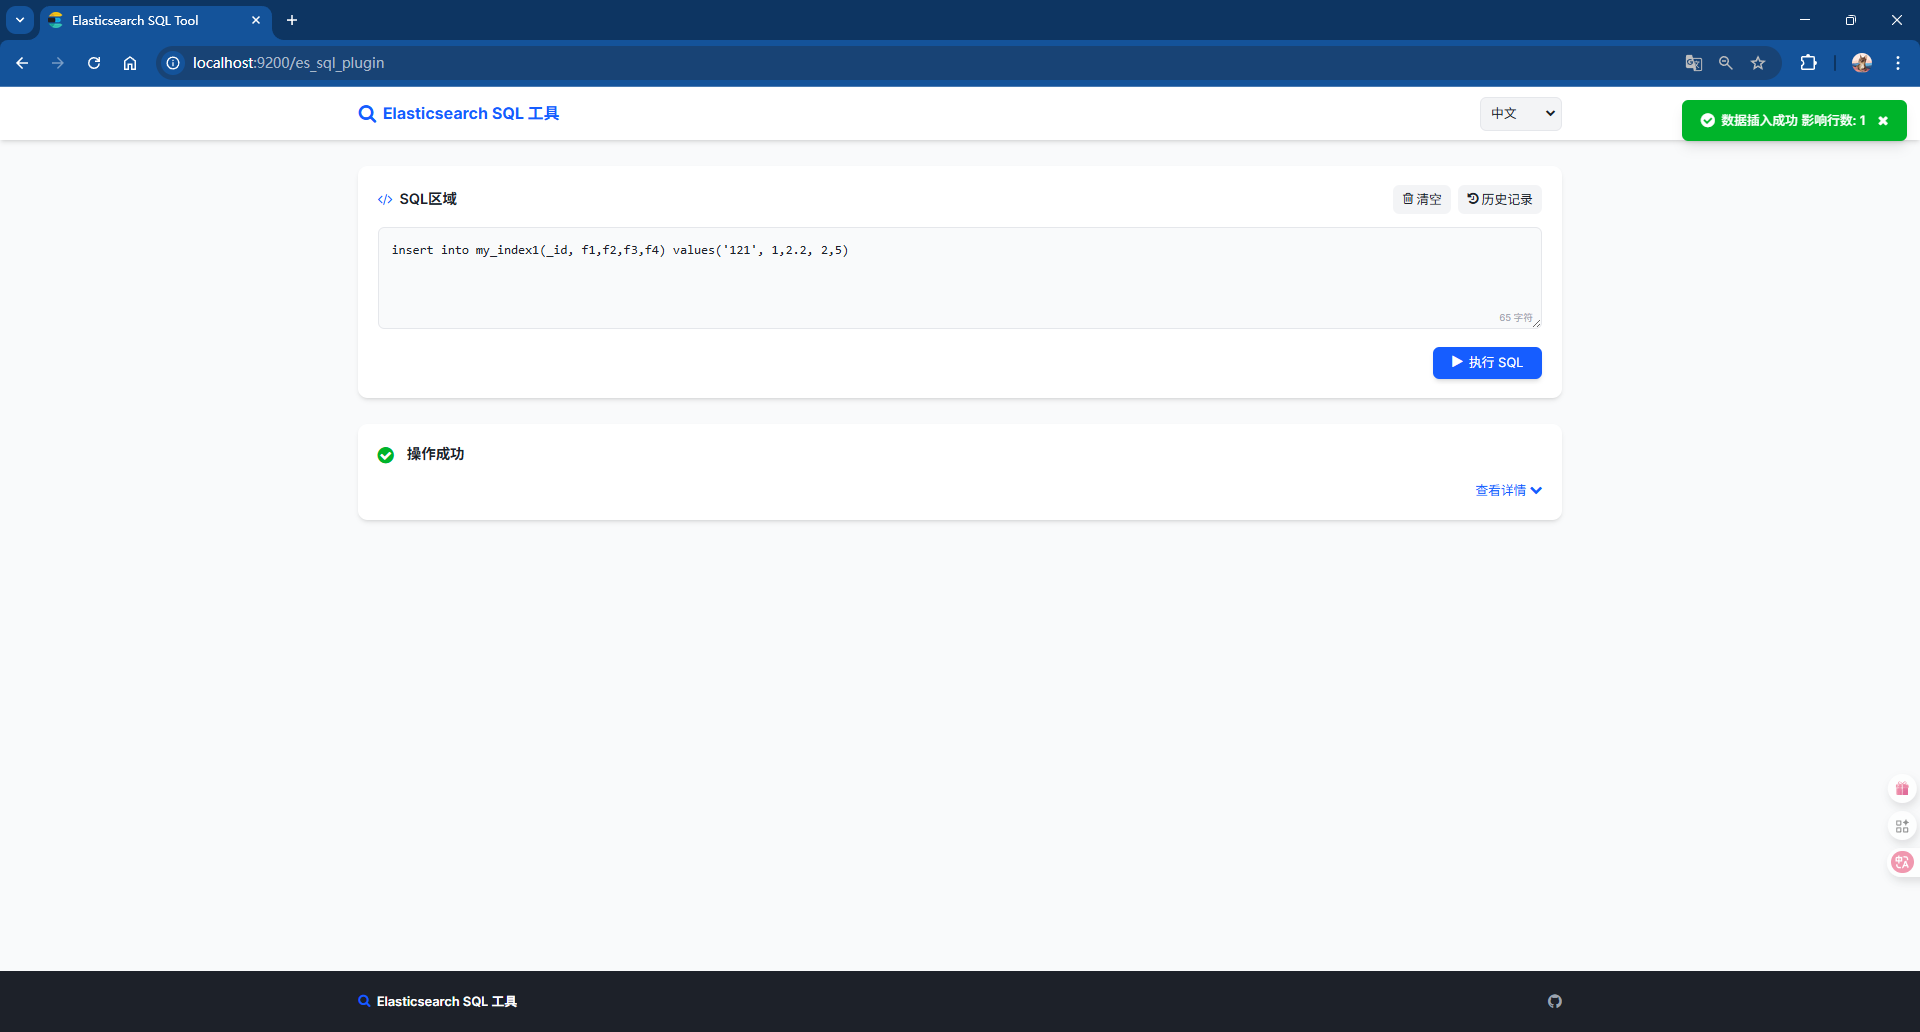 Elasticsearch SQL Tool
localhost:9200/es_sql_plugin
Elasticsearch SQL 工具
中文
数据插入成功 影响行数: 1
SQL区域
清空
历史记录
insert into my_index1(_id, f1,f2,f3,f4) values('121', 1,2.2, 2,5)
65 字符
执行 SQL
操作成功
查看详情
Elasticsearch SQL 工具